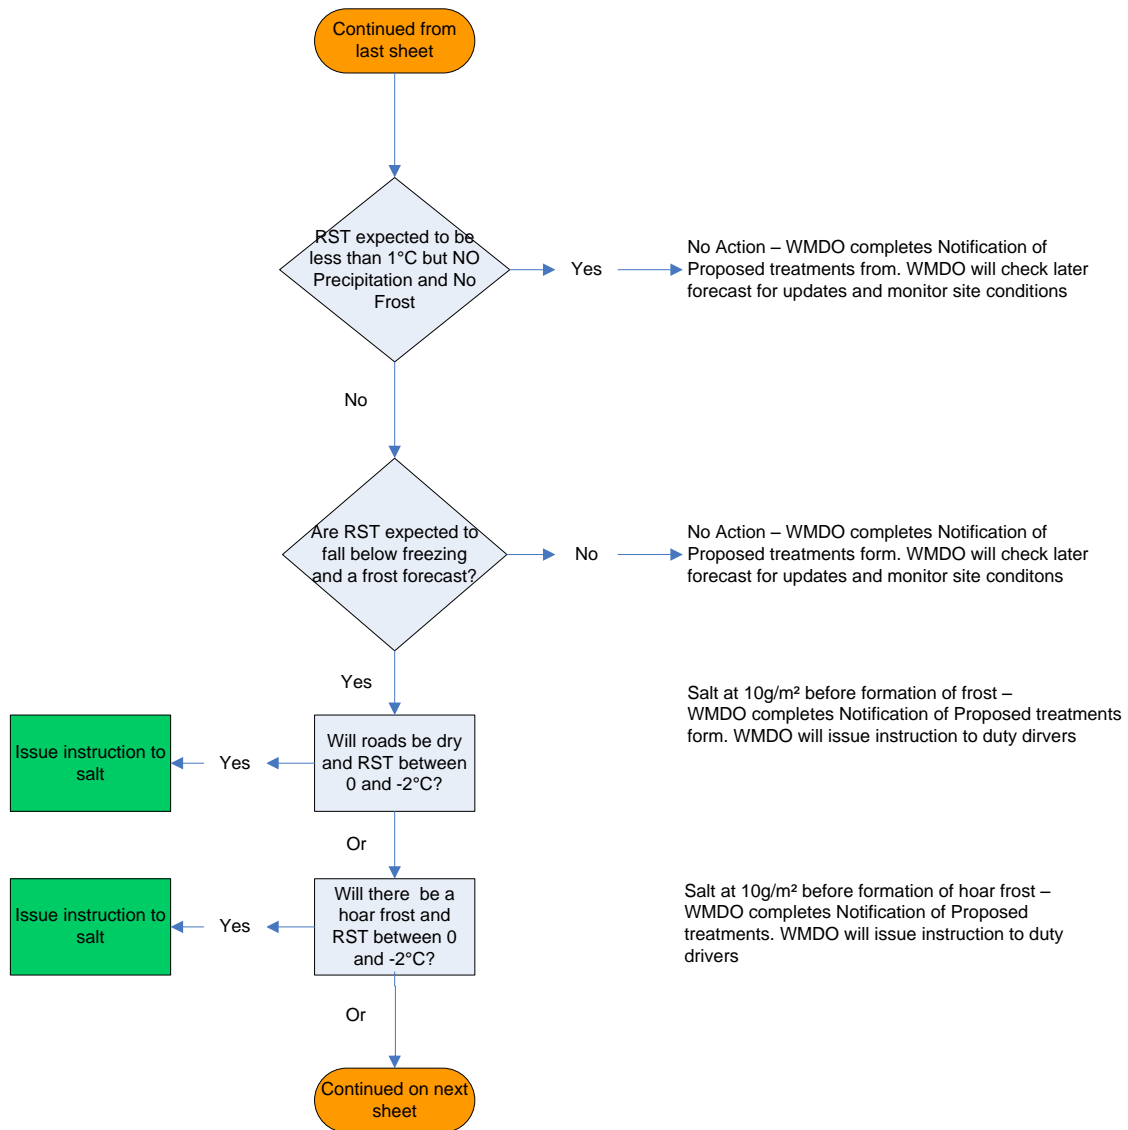 Continued from
last sheet
RST expected to be
less than 1°C but NO
Precipitation and No
Frost
Yes
No Action – WMDO completes Notification of
Proposed treatments from. WMDO will check later
forecast for updates and monitor site conditions
No
Are RST expected to
fall below freezing
and a frost forecast?
No
No Action – WMDO completes Notification of
Proposed treatments form. WMDO will check later
forecast for updates and monitor site conditons
Yes
Salt at 10g/m² before formation of frost –
WMDO completes Notification of Proposed treatments
form. WMDO will issue instruction to duty dirvers
Issue instruction to
salt
Yes
Will roads be dry
and RST between
0 and -2°C?
Or
Issue instruction to
salt
Yes
Will there be a
hoar frost and
RST between 0
and -2°C?
Salt at 10g/m² before formation of hoar frost –
WMDO completes Notification of Proposed
treatments. WMDO will issue instruction to duty
drivers
Or
Continued on next
sheet